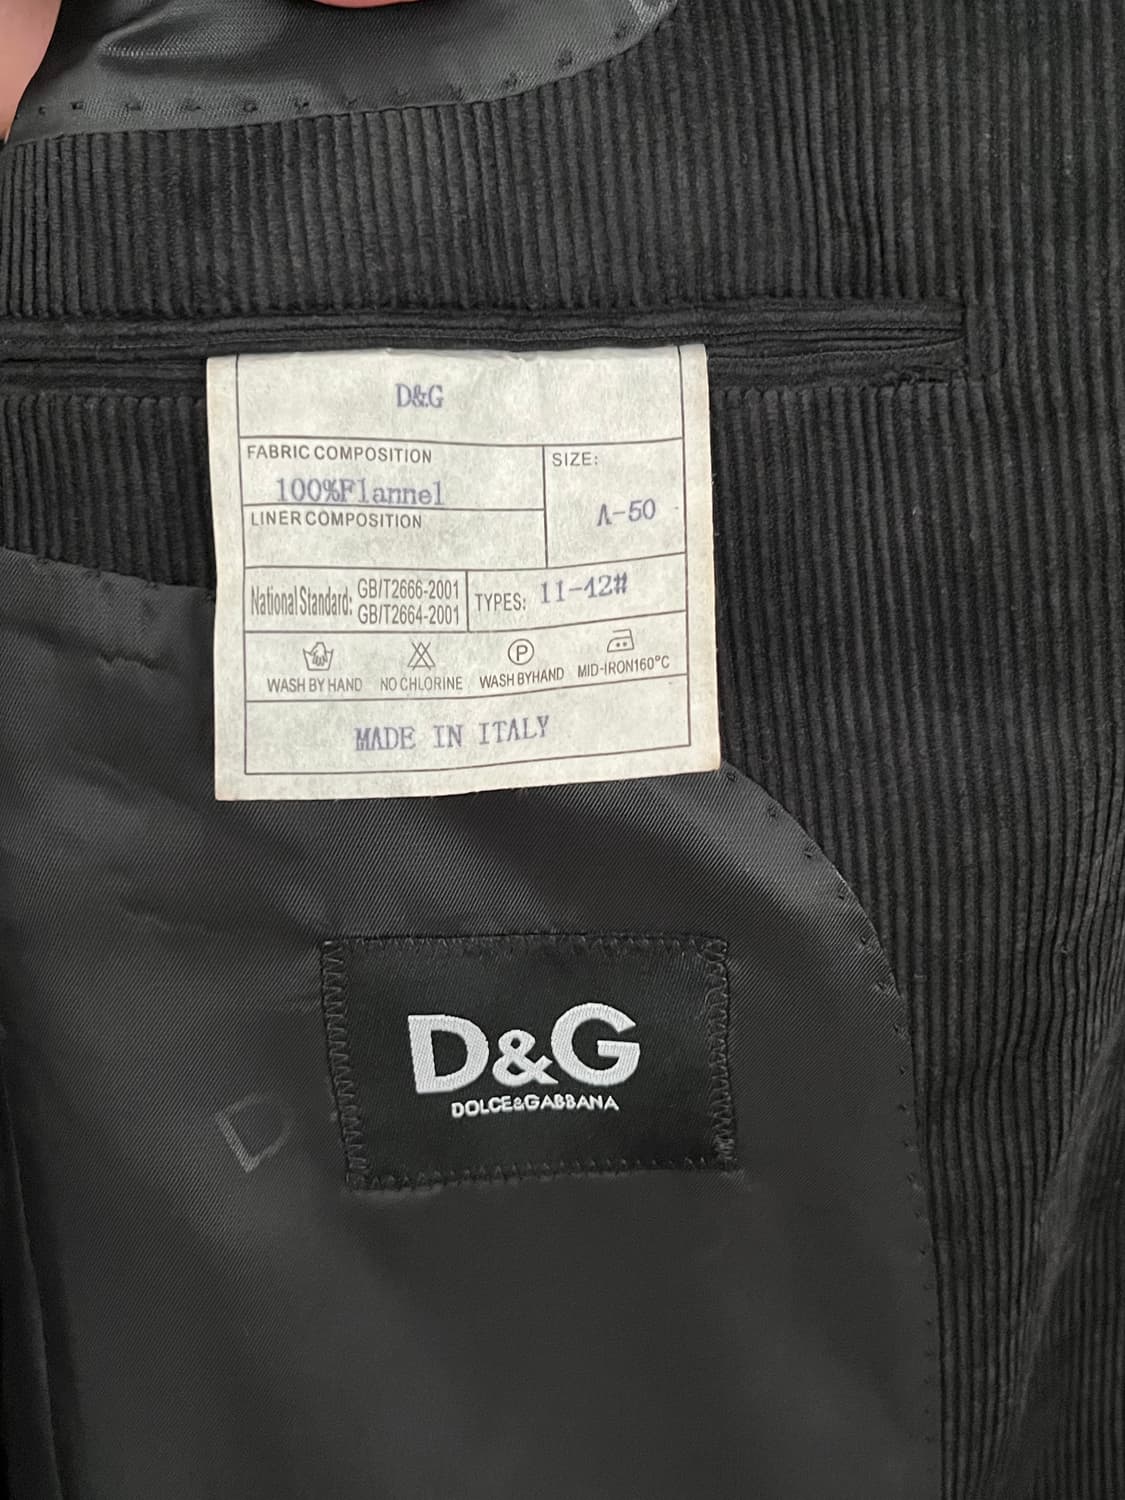 D&G
FABRIC COMPOSITION
100%Flannel
SIZE:
A-50
LINER COMPOSITION
National Standard: GB/T2666-2001
GB/T2664-2001
TYPES: 11-42#
P
WASH BY HAND NO CHLORINE WASH BYHAND MID-IRON160°C
MADE IN ITALY
D&G
DOLCE&GABBANA
D